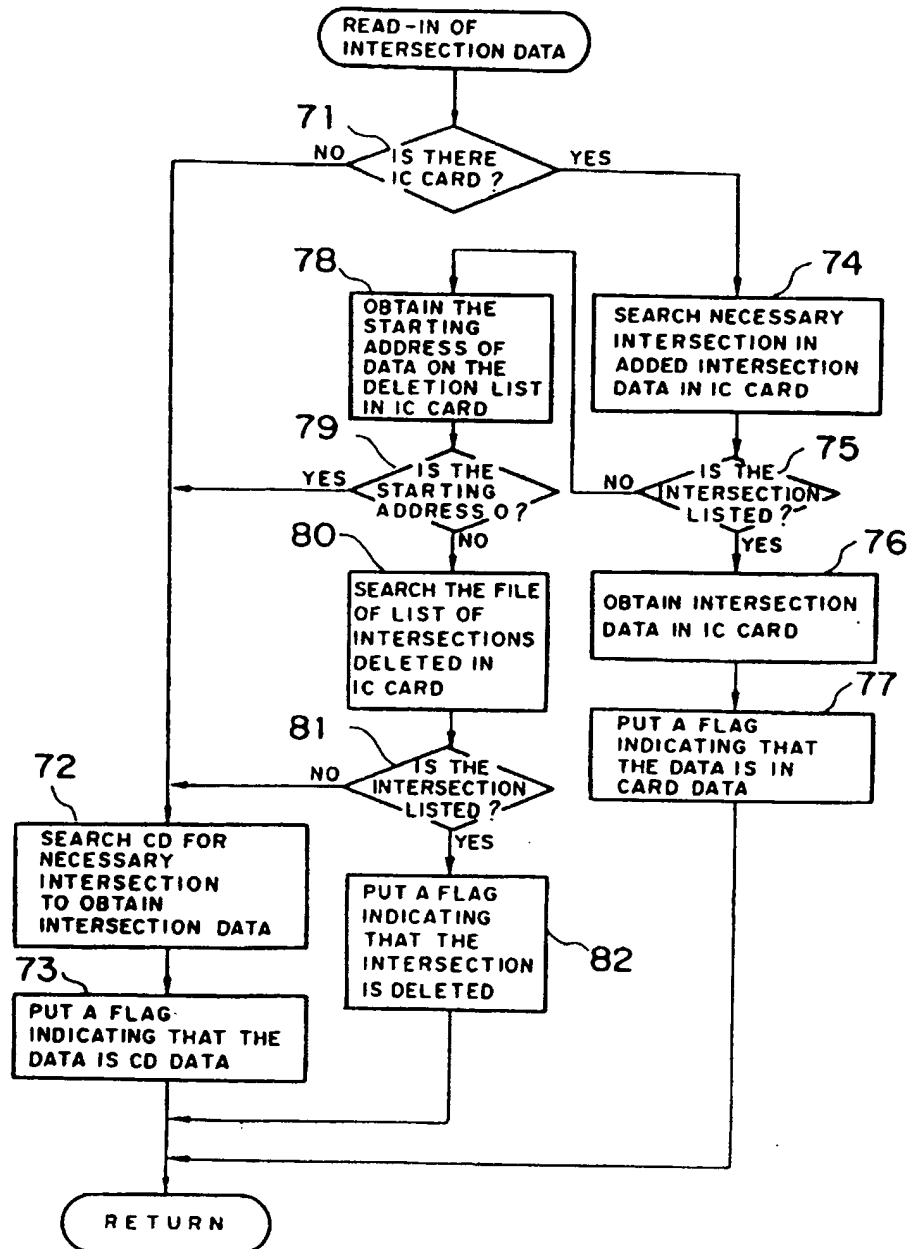 READ-IN OF
INTERSECTION DATA
71
IS THERE
IC CARD?
NO
YES
78
OBTAIN THE
STARTING
ADDRESS OF
DATA ON THE
DELETION LIST
IN IC CARD
74
SEARCH NECESSARY
INTERSECTION IN
ADDED INTERSECTION
DATA IN IC CARD
79
IS THE
STARTING
ADDRESS 0?
YES
NO
75
IS THE
INTERSECTION
LISTED?
NO
YES
80
SEARCH THE FILE
OF LIST OF
INTERSECTIONS
DELETED IN
IC CARD
76
OBTAIN INTERSECTION
DATA IN IC CARD
77
PUT A FLAG
INDICATING THAT
THE DATA IS IN
CARD DATA
81
IS THE
INTERSECTION
LISTED?
NO
YES
72
SEARCH CD FOR
NECESSARY
INTERSECTION
TO OBTAIN
INTERSECTION DATA
PUT A FLAG
INDICATING
THAT THE
INTERSECTION
IS DELETED
82
73
PUT A FLAG
INDICATING THAT THE
DATA IS CD DATA
RETURN